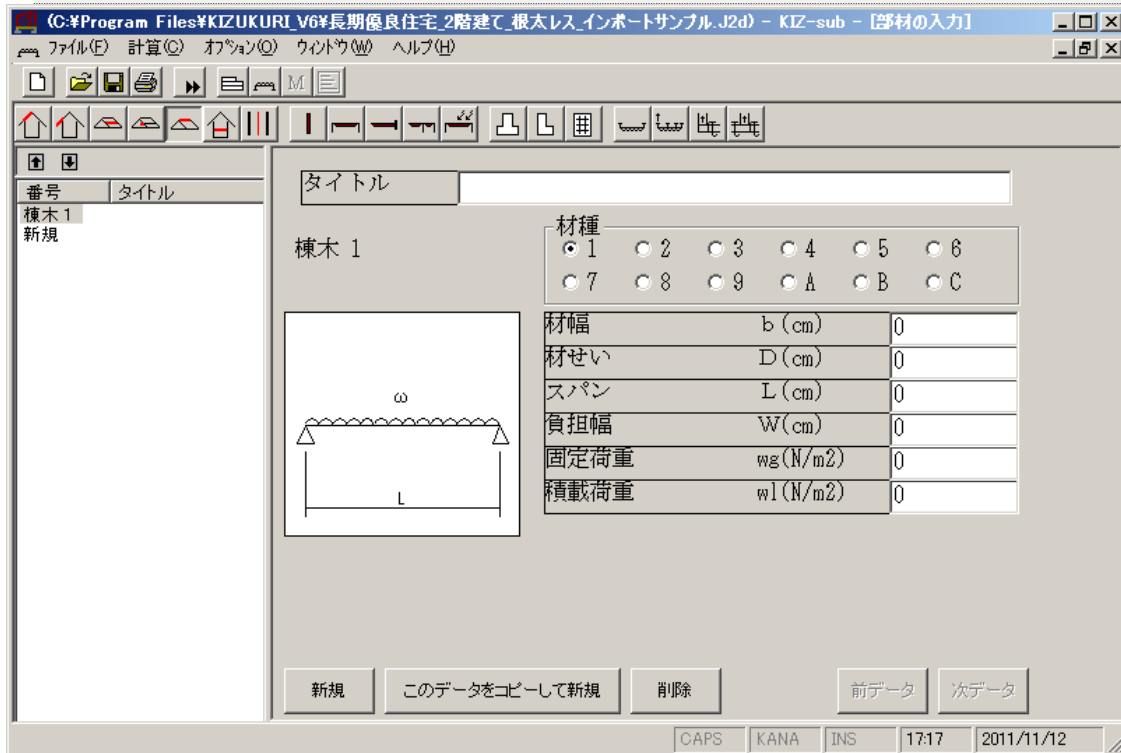 (C:¥Program Files¥KIZUKURI_V6¥長期優良住宅_2階建て_根太レス_インポートサンプル.J2d) - KIZ-sub - [部材の入力]
ファイル(F) 計算(C) オプション(O) ウィンドウ(W) ヘルプ(H)
M
番号 タイトル
棟木1
新規
タイトル
棟木 1
材種
1 2 3 4 5 6
7 8 9 A B C
ω
L
材幅 b(cm) 0
材せい D(cm) 0
スパン L(cm) 0
負担幅 W(cm) 0
固定荷重 wg(N/m2) 0
積載荷重 wl(N/m2) 0
新規 このデータをコピーして新規 削除 前データ 次データ
CAPS KANA INS 17:17 2011/11/12